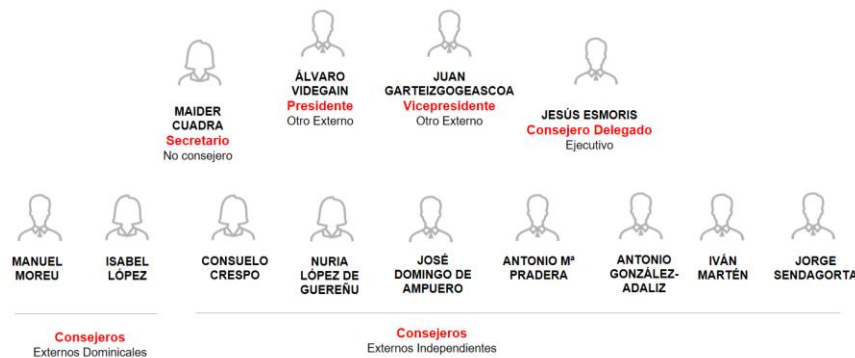 MAIDER
CUADRA
Secretario
No consejero
ÁLVARO
VIDEGAIN
Presidente
Otro Externo
JUAN
GARTEIZGOGEASCOA
Vicepresidente
Otro Externo
JESÚS ESMORIS
Consejero Delegado
Ejecutivo
MANUEL
MOREU
ISABEL
LÓPEZ
CONSUELO
CRESPO
NURIA
LÓPEZ DE
GUEREÑU
JOSÉ
DOMINGO DE
AMPUERO
ANTONIO Mª
PRADERA
ANTONIO
GONZÁLEZ-
ADALIZ
IVÁN
MARTÉN
JORGE
SENDAGORTA
Consejeros
Externos Dominicales
Consejeros
Externos Independientes